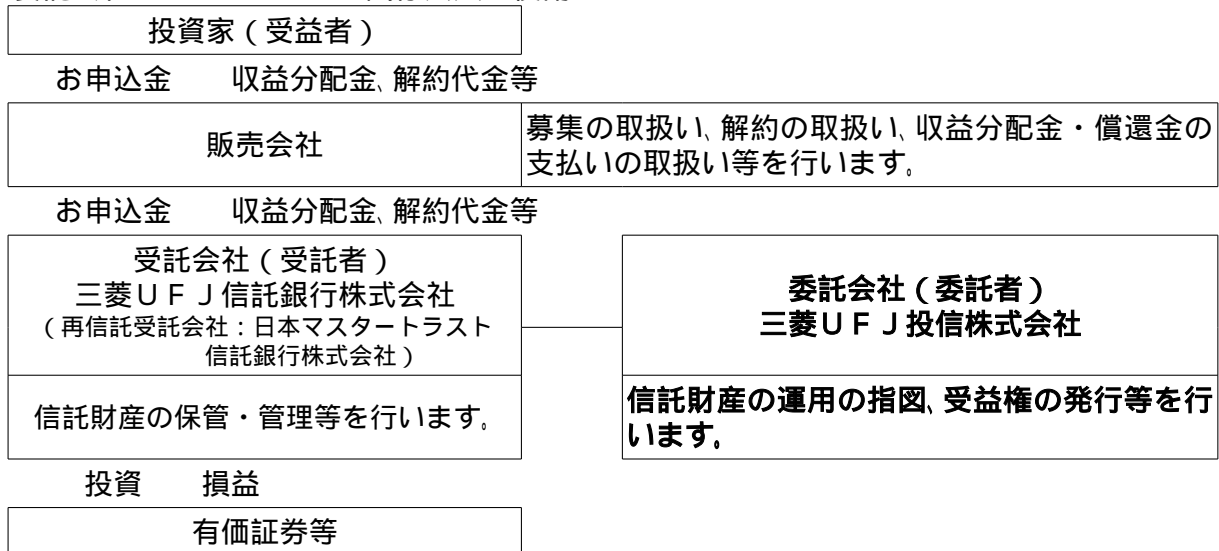 投資家（受益者）
お申込金　　収益分配金、解約代金等
販売会社
募集の取扱い、解約の取扱い、収益分配金・償還金の
支払いの取扱い等を行います。
お申込金　　収益分配金、解約代金等
受託会社（受託者）
三菱ＵＦＪ信託銀行株式会社
（再信託受託会社：日本マスタートラスト
信託銀行株式会社）
委託会社（委託者）
三菱ＵＦＪ投信株式会社
信託財産の保管・管理等を行います。
信託財産の運用の指図、受益権の発行等を行
います。
投資　　損益
有価証券等